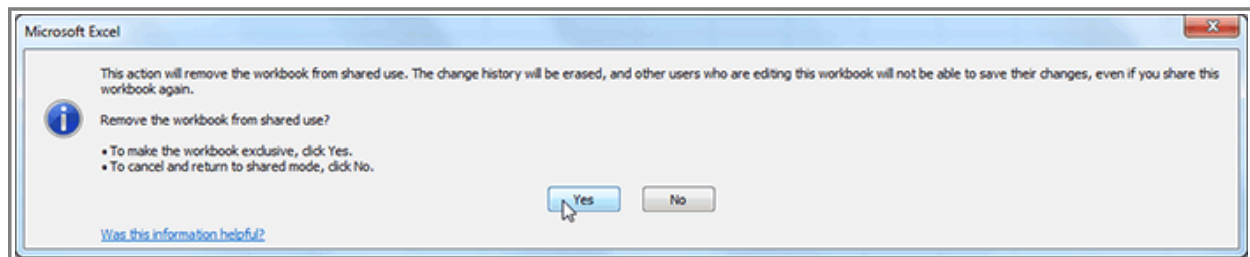 Microsoft Excel
This action will remove the workbook from shared use. The change history will be erased, and other users who are editing this workbook will not be able to save their changes, even if you share this
workbook again.
Remove the workbook from shared use?
• To make the workbook exclusive, click Yes.
• To cancel and return to shared mode, click No.
Yes No
Was this information helpful?